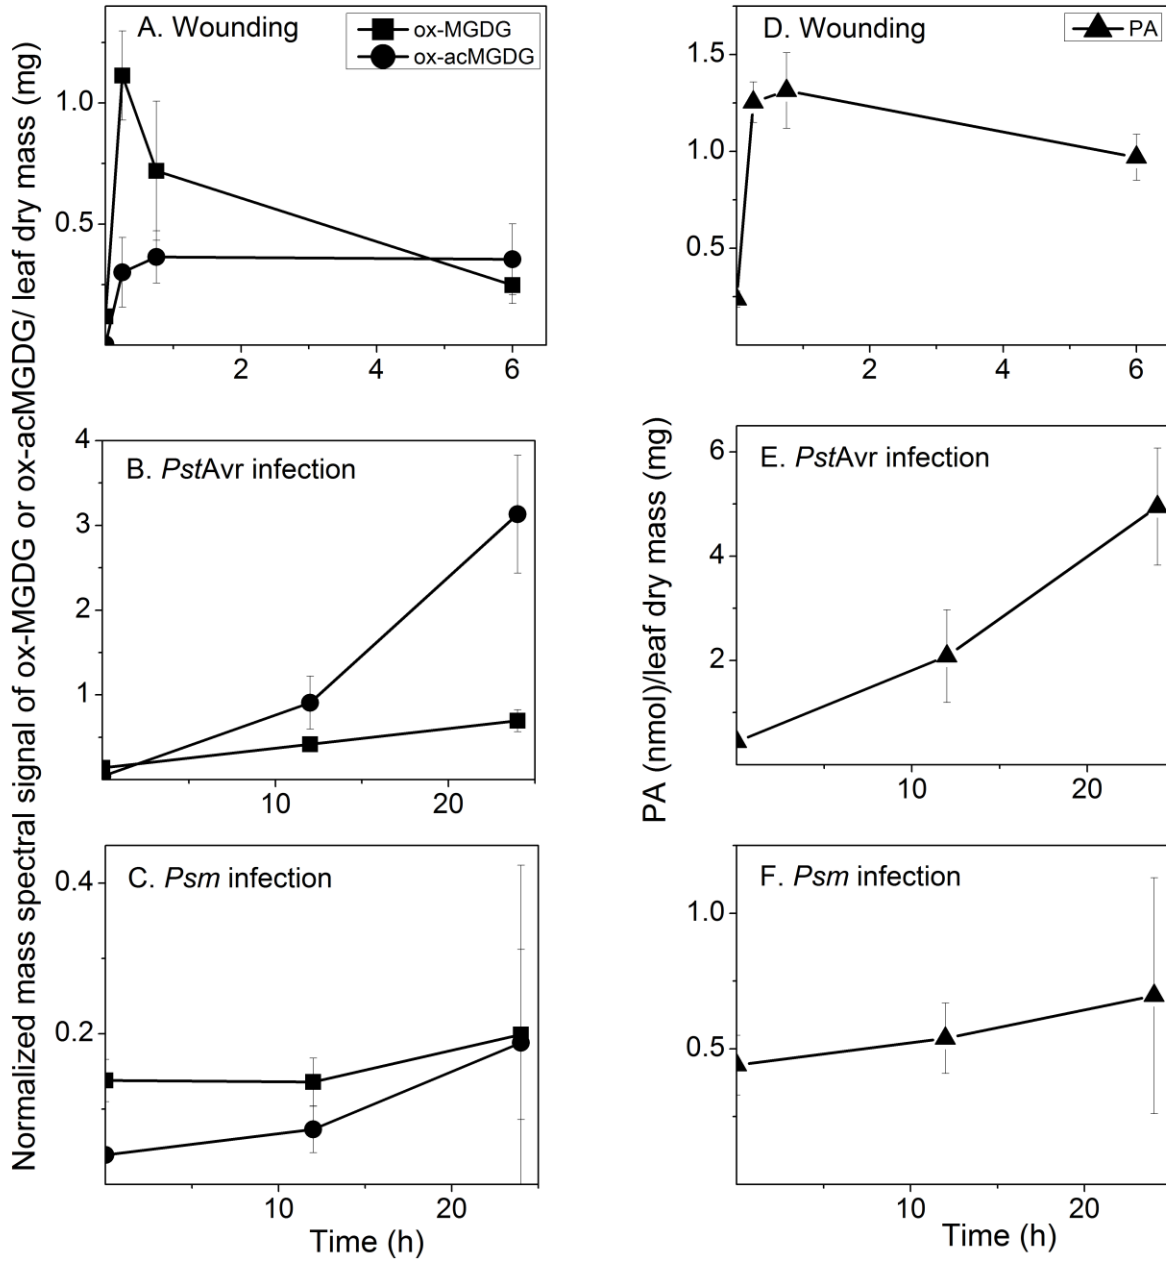 Normalized mass spectral signal of ox-MGDG or ox-acMGDG/ leaf dry mass (mg)
A. Wounding
ox-MGDG
ox-acMGDG
1.0
0.5
2 4 6
B. PstAvr infection
4
3
2
1
10 20
C. Psm infection
0.4
0.2
10 20
Time (h)
PA (nmol)/leaf dry mass (mg)
D. Wounding
PA
1.5
1.0
0.5
2 4 6
E. PstAvr infection
6
4
2
10 20
F. Psm infection
1.0
0.5
10 20
Time (h)